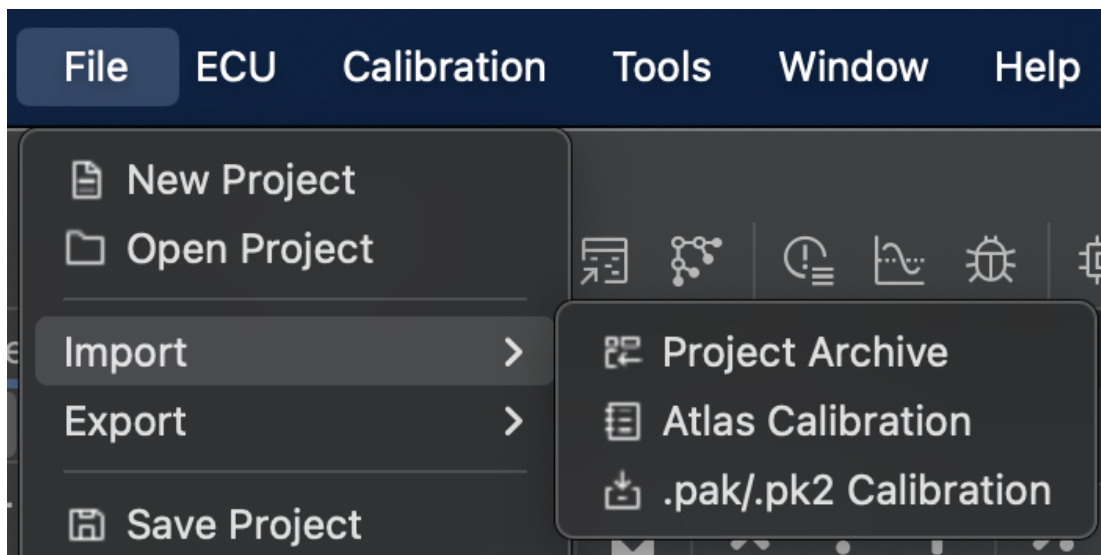 File ECU Calibration Tools Window Help
New Project
Open Project
Import
Project Archive
Export
Atlas Calibration
.pak/.pk2 Calibration
Save Project